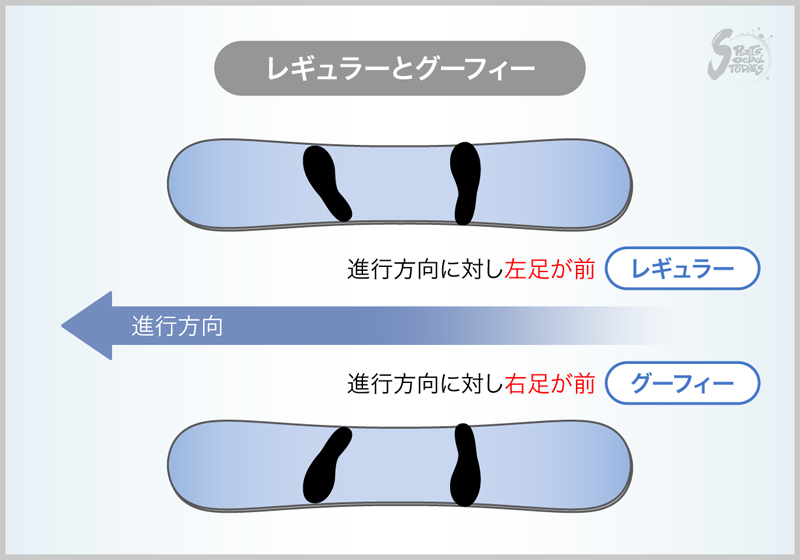 レギュラーとグーフィー
SPORTS
SOCIAL
STORIES
進行方向に対し左足が前
レギュラー
進行方向
進行方向に対し右足が前
グーフィー